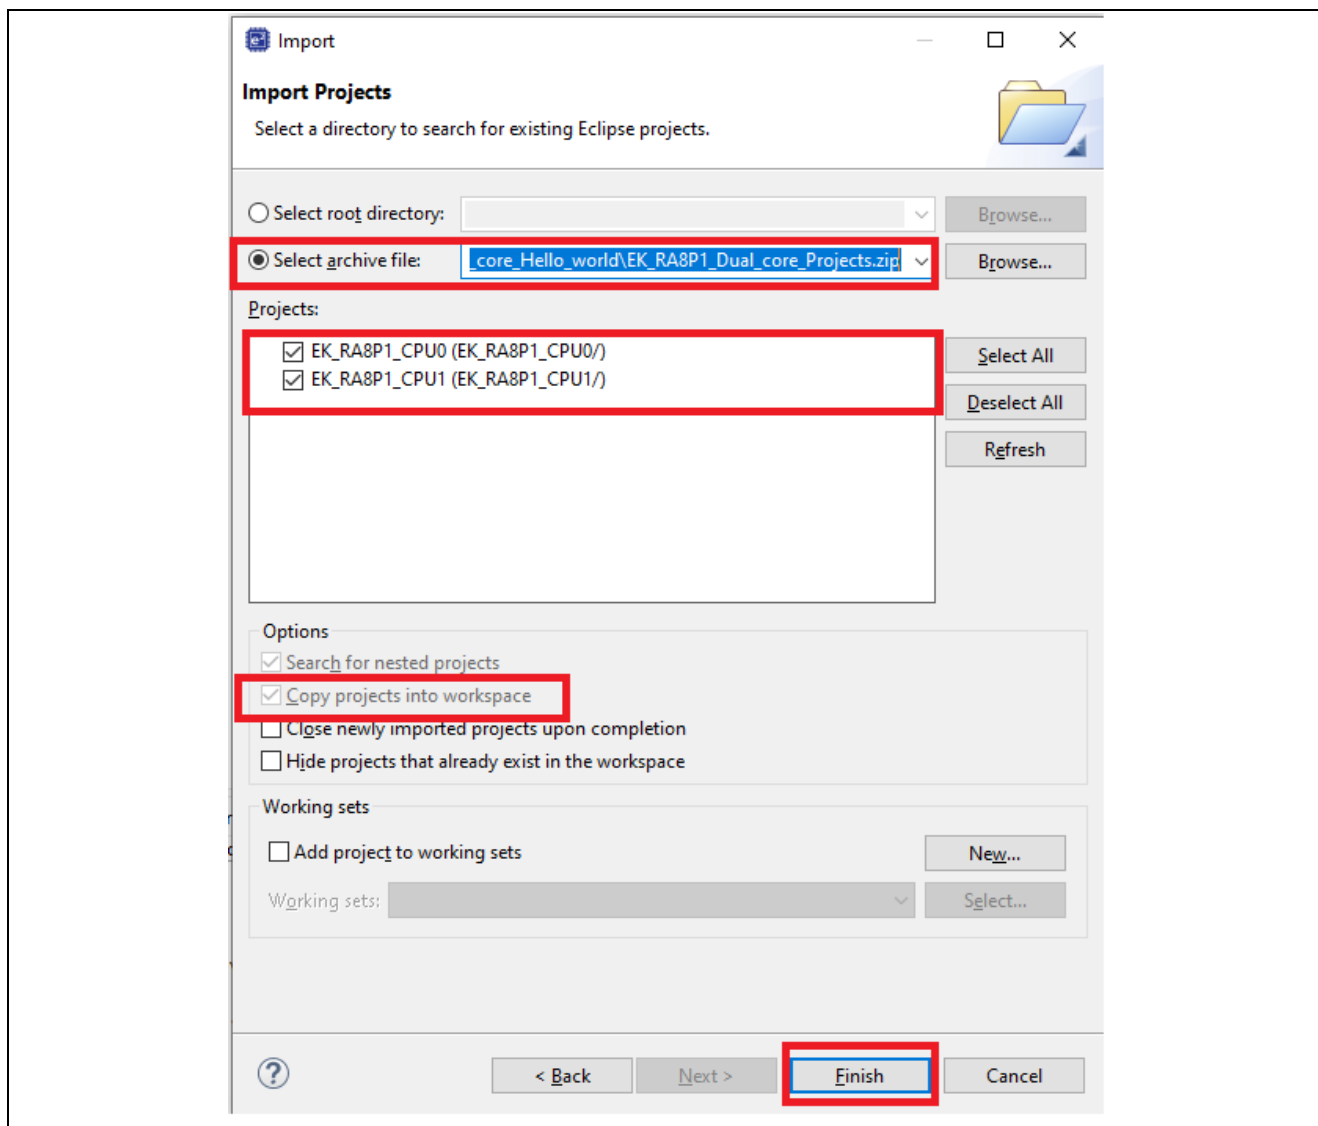 Import
Import Projects
Select a directory to search for existing Eclipse projects.
Select root directory:
Browse...
Select archive file: _core_Hello_world\EK_RA8P1_Dual_core_Projects.zip Browse...
Projects:
EK_RA8P1_CPU0 (EK_RA8P1_CPU0/)
EK_RA8P1_CPU1 (EK_RA8P1_CPU1/)
Select All
Deselect All
Refresh
Options
Search for nested projects
Copy projects into workspace
Close newly imported projects upon completion
Hide projects that already exist in the workspace
Working sets
Add project to working sets
New...
Working sets:
Select...
? < Back Next > Finish Cancel